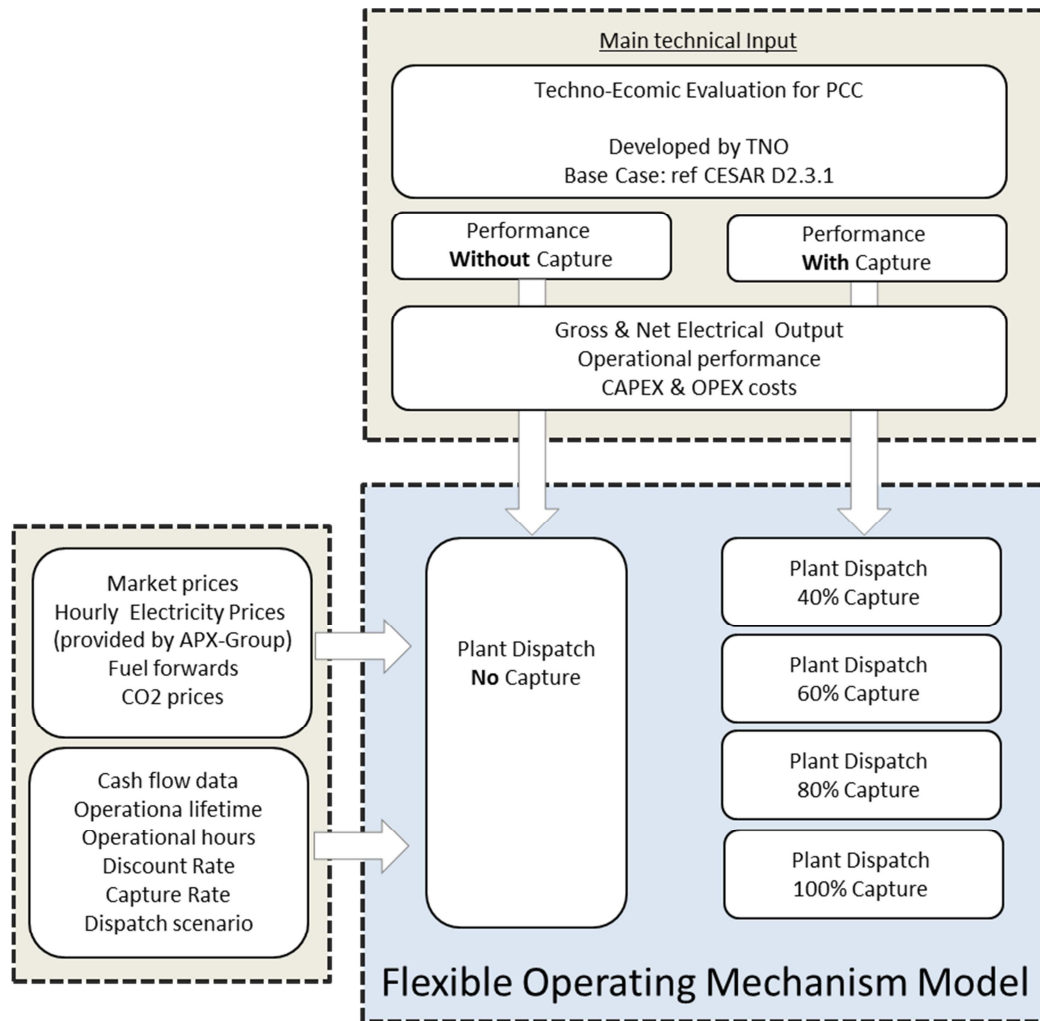 Main technical Input
Techno-Ecomic Evaluation for PCC
Developed by TNO
Base Case: ref CESAR D2.3.1
Performance
Without Capture
Performance
With Capture
Gross & Net Electrical Output
Operational performance
CAPEX & OPEX costs
Market prices
Hourly Electricity Prices
(provided by APX-Group)
Fuel forwards
CO2 prices
Cash flow data
Operationa lifetime
Operational hours
Discount Rate
Capture Rate
Dispatch scenario
Plant Dispatch
No Capture
Plant Dispatch
40% Capture
Plant Dispatch
60% Capture
Plant Dispatch
80% Capture
Plant Dispatch
100% Capture
Flexible Operating Mechanism Model